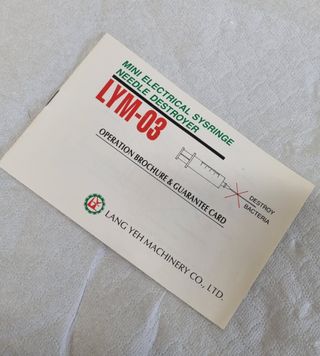 MINI ELECTRICAL SYSRINGE
NEEDLE DESTROYER
LYM-03
OPERATION BROCHURE & GUARANTEE CARD
DESTROY
BACTERIA
LANG YEH MACHINERY CO., LTD.